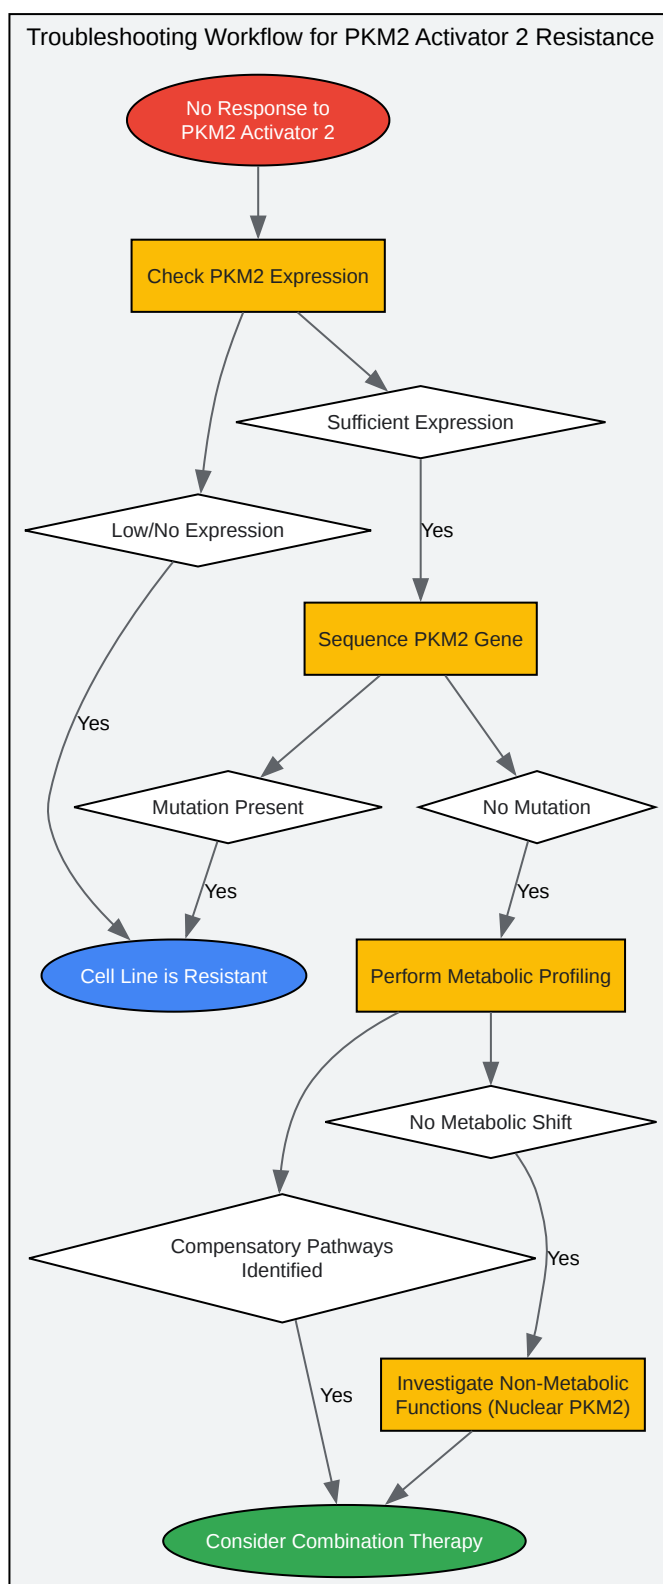 Troubleshooting Workflow for PKM2 Activator 2 Resistance
No Response to
PKM2 Activator 2
Check PKM2 Expression
Sufficient Expression
Low/No Expression
Yes
Sequence PKM2 Gene
Yes
Mutation Present
No Mutation
Yes
Yes
Cell Line is Resistant
Perform Metabolic Profiling
No Metabolic Shift
Compensatory Pathways
Identified
Yes
Investigate Non-Metabolic
Functions (Nuclear PKM2)
Yes
Consider Combination Therapy